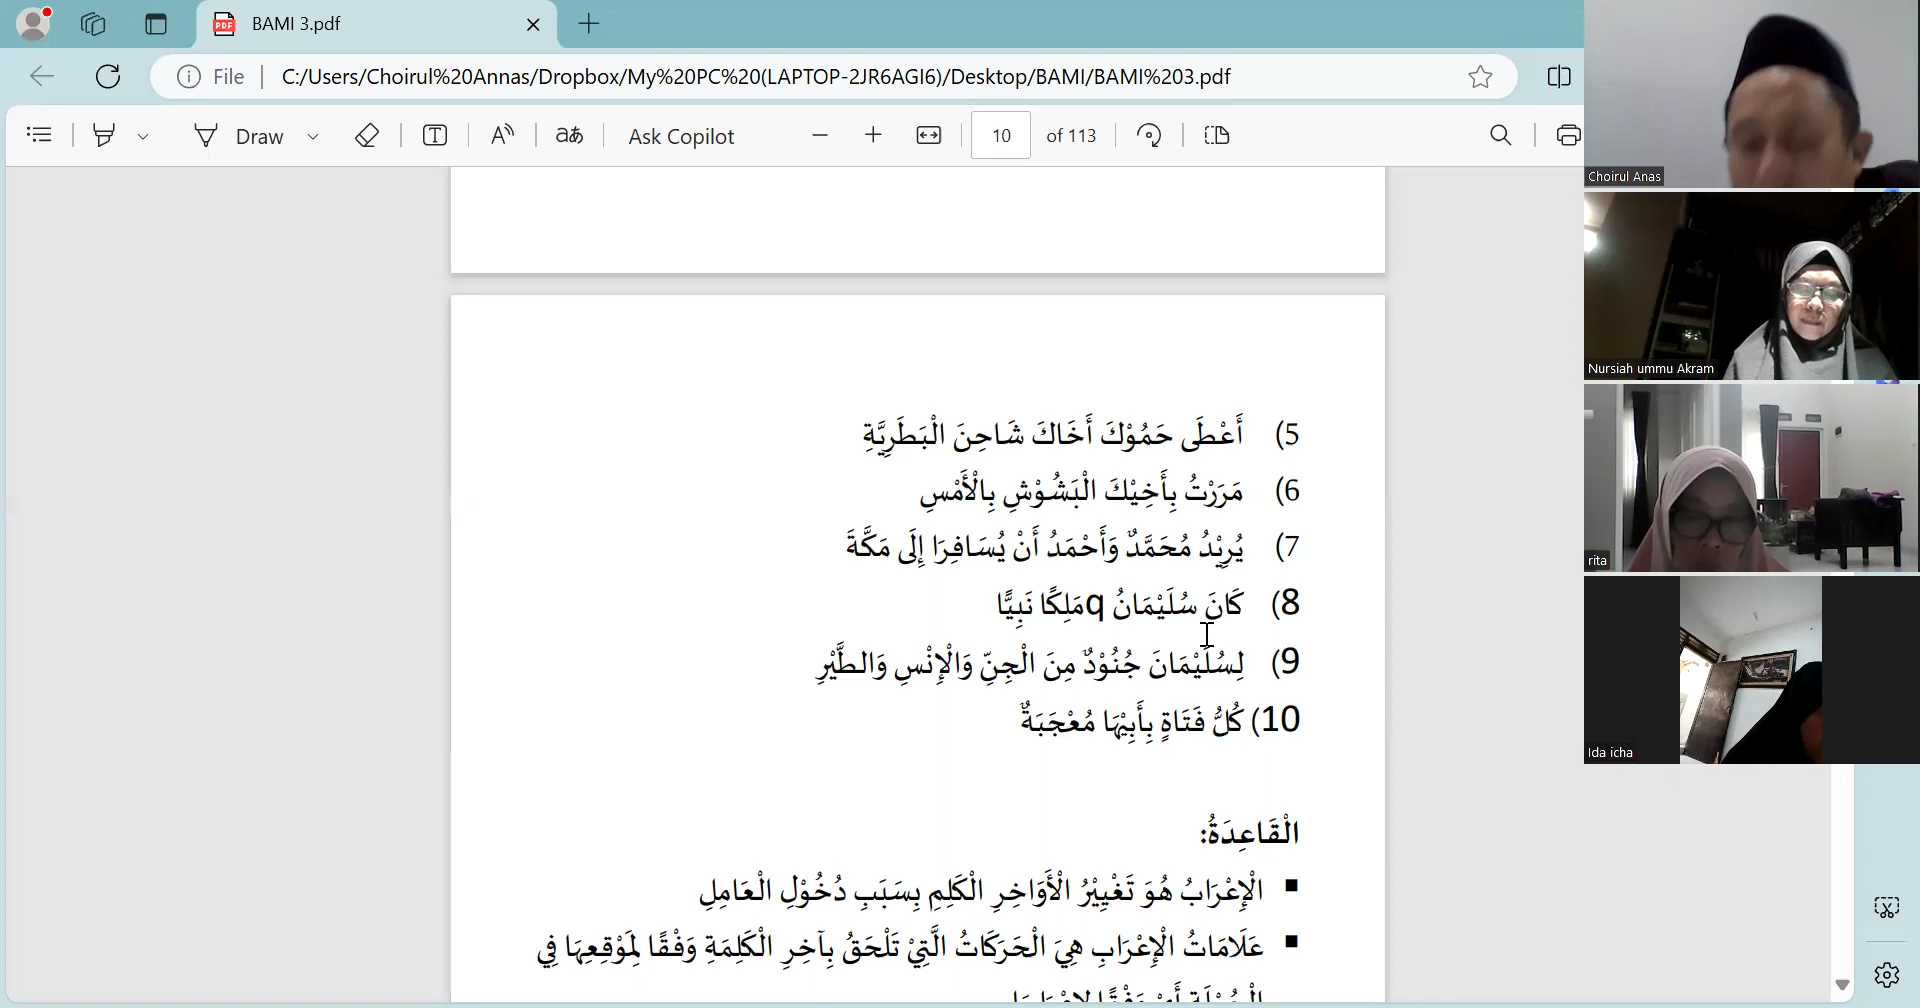 BAMI 3.pdf
File
C:/Users/Choirul%20Annas/Dropbox/My%20PC%20(LAPTOP-2JR6AGI6)/Desktop/BAMI/BAMI%203.pdf
Draw
Ask Copilot
10 of 113
5) أَعْطَى حَمُوْكَ أَخَاكَ شَاحِنَ الْبَطَرِيَّةِ
6) مَرَرْتُ بِأَخِيْكَ الْبَشُوْشِ بِالْأَمْسِ
7) يُرِيْدُ مُحَمَّدٌ وَأَحْمَدُ أَنْ يُسَافِرَا إِلَى مَكَّةَ
8) كَانَ سُلَيْمَانُ qمَلِكًا نَبِيًّا
9) لِسُلَيْمَانَ جُنُوْدٌ مِنَ الْجِنِّ وَالْإِنْسِ وَالطَّيْرِ
10) كُلُّ فَتَاةٍ بِأَبِيْهَا مُعْجَبَةٌ
الْقَاعِدَةُ:
■ الْإِعْرَابُ هُوَ تَغْيِيْرُ الْأَوَاخِرِ الْكَلِمِ بِسَبَبِ دُخُوْلِ الْعَامِلِ
■ عَلَامَاتُ الْإِعْرَابِ هِيَ الْحَرَكَاتُ الَّتِيْ تَلْحَقُ بِآخِرِ الْكَلِمَةِ وَفْقًا لِمَوْقِعِهَا فِي
Choirul Anas
Nursiah ummu Akram
rita
Ida icha